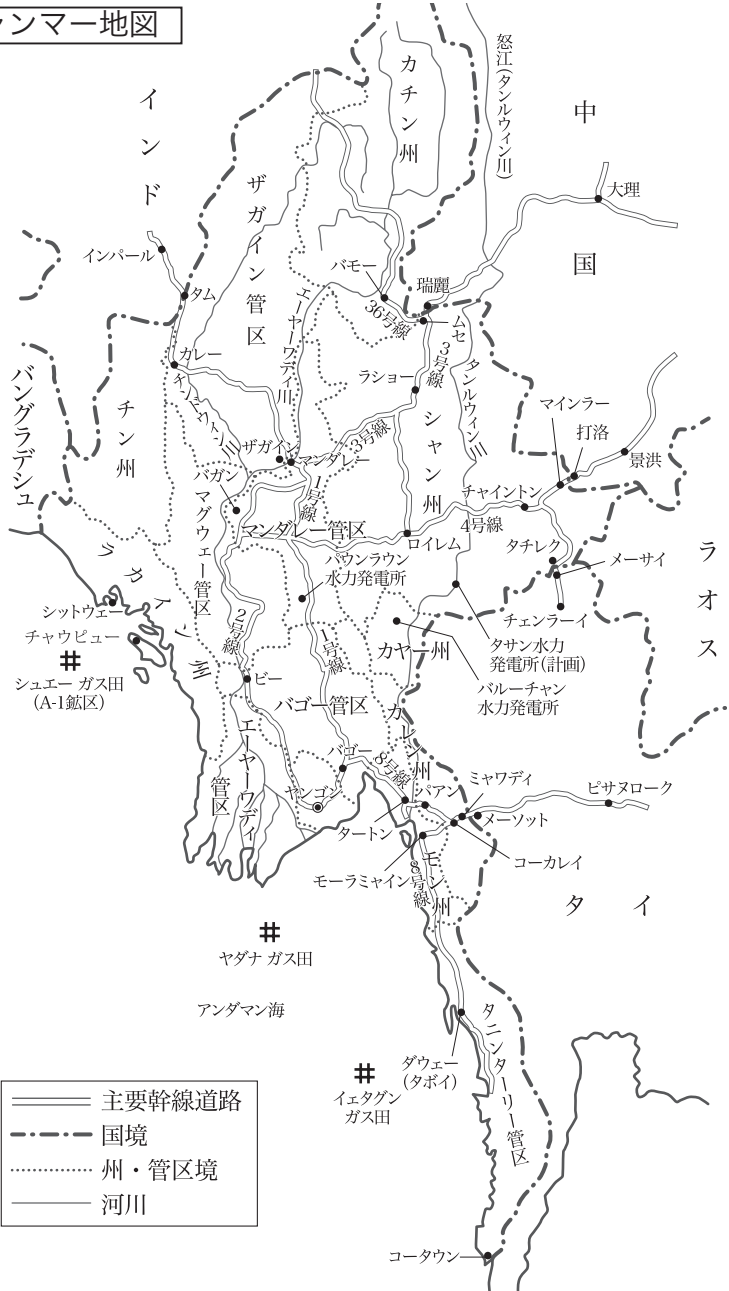 ャンマー地図
インド
カチン州
怒江(タンルウィン川)
中国
ザガイン管区
大理
インパール
バモー
瑞麗
タム
エーヤーワディ川
36号線
ムセ
3号線
カレー
チンドウィン川
ラショー
タンルウィン川
バングラデシュ
チン州
シャン州
マインラー
打洛
景洪
ザガイン
マンダレー
3号線
バガン
1号線
チャイントン
マグウェー管区
マンダレー管区
ロイレム
4号線
タチレク
メーサイ
ラオス
パウンラウン
水力発電所
ラカイン州
シットウェー
チャウピュー
シュエー ガス田
(A-1鉱区)
2号線
1号線
カヤー州
チェンラーイ
タサン水力
発電所(計画)
バルーチャン
水力発電所
ピー
バゴー管区
カレン州
エーヤーワディ
管区
バゴー
8号線
ヤンゴン
パアン
ミャワディ
ピサヌローク
メーソット
タートン
コーカレイ
モーラミャイン
モン州
8号線
タイ
ヤダナ ガス田
アンダマン海
タニンターリー管区
ダウェー
(タボイ)
イェタグン
ガス田
主要幹線道路
国境
州・管区境
河川
コータウン